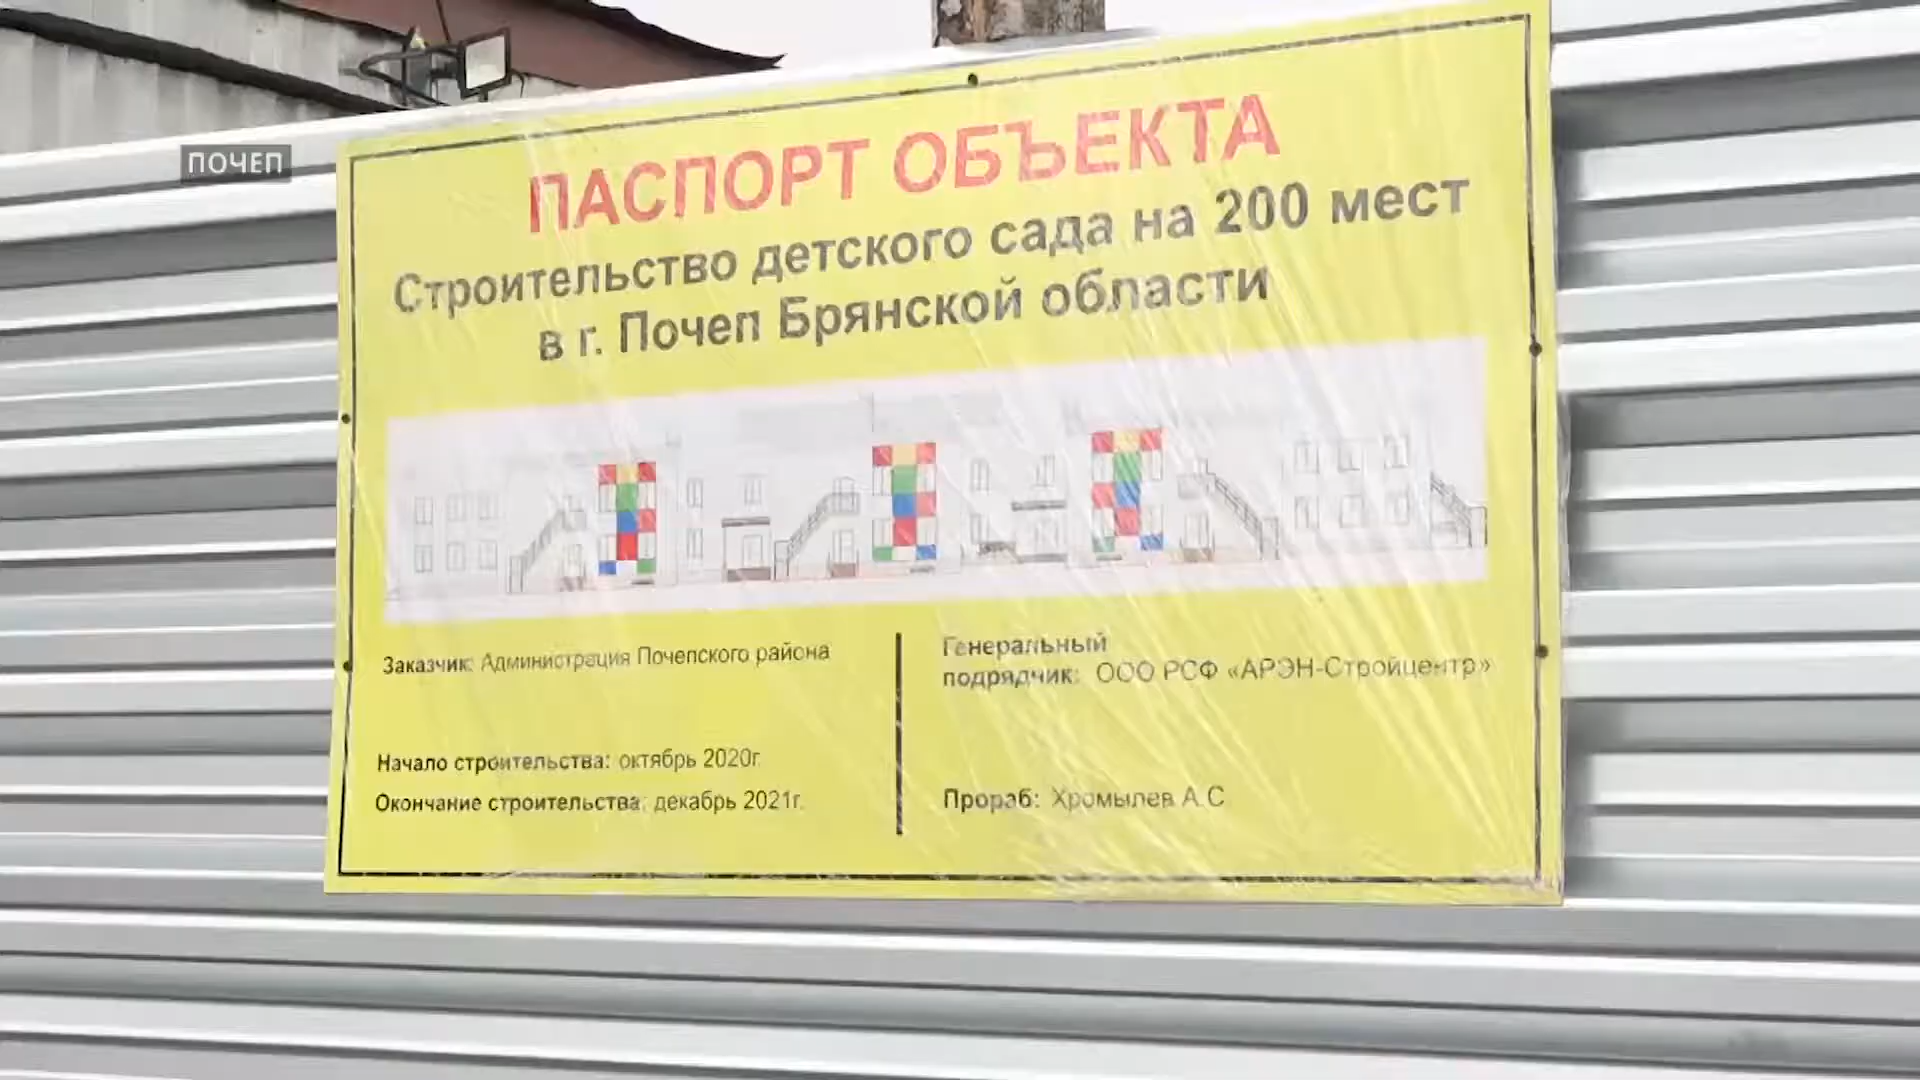 ПОЧЕП
ПАСПОРТ ОБЪЕКТА
Строительство детского сада на 200 мест
в г. Почеп Брянской области
Заказчик: Администрация Почепского района
Начало строительства: октябрь 2020г.
Окончание строительства: декабрь 2021г.
Генеральный
подрядчик: ООО РСФ «АРЭН-Стройцентр»
Прораб: Хромылев А.С